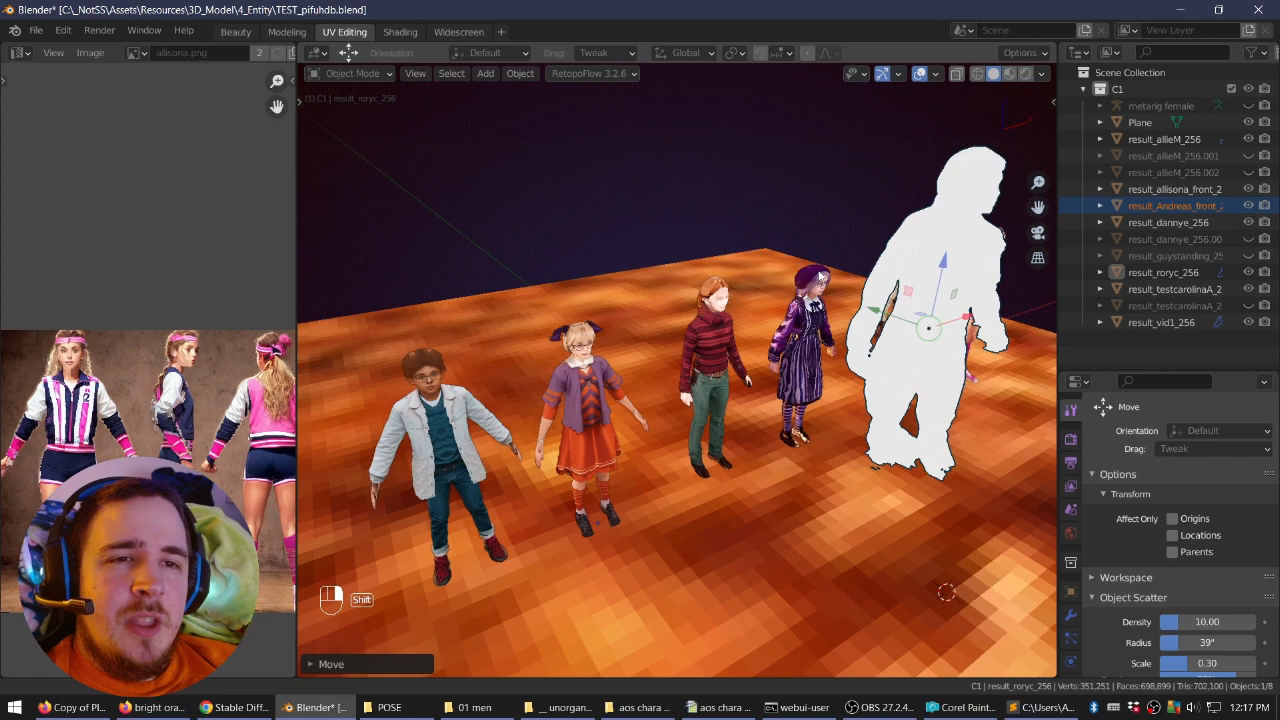 Blender* [C:\_NotSS\Assets\Resources\3D_Model\4_Entity\TEST_pifuhdb.blend]
File Edit Render Window Help Beauty Modeling UV Editing Shading Widescreen + Scene View Layer
View Image allisona.png 2 Orientation: Default Drag: Tweak Global Options
Object Mode View Select Add Object RetopoFlow 3.2.6
(1) C1 | result_roryc_256
Scene Collection
C1
metarig female
Plane
result_allieM_256
result_allieM_256.001
result_allieM_256.002
result_allisona_front_2
result_Andreas_front_2
result_dannye_256
result_dannye_256.00
result_guystanding_25
result_roryc_256
result_testcarolinaA_2
result_testcarolinaA_2
result_vid1_256
Move
Orientation: Default
Drag: Tweak
Options
Transform
Affect Only Origins
Locations
Parents
Workspace
Object Scatter
Density 10.00
Radius 39"
Scale 0.30
Shift
Move
C1 | result_roryc_256 | Verts:351,251 | Faces:698,899 | Tris:702,100 | Objects:1/8
Copy of Pl... bright ora... Stable Diff... Blender* [... POSE 01 men __ unorgan... aos chara ... aos chara ... webui-user OBS 27.2.4... Corel Paint... C:\Users\A... 12:17 PM